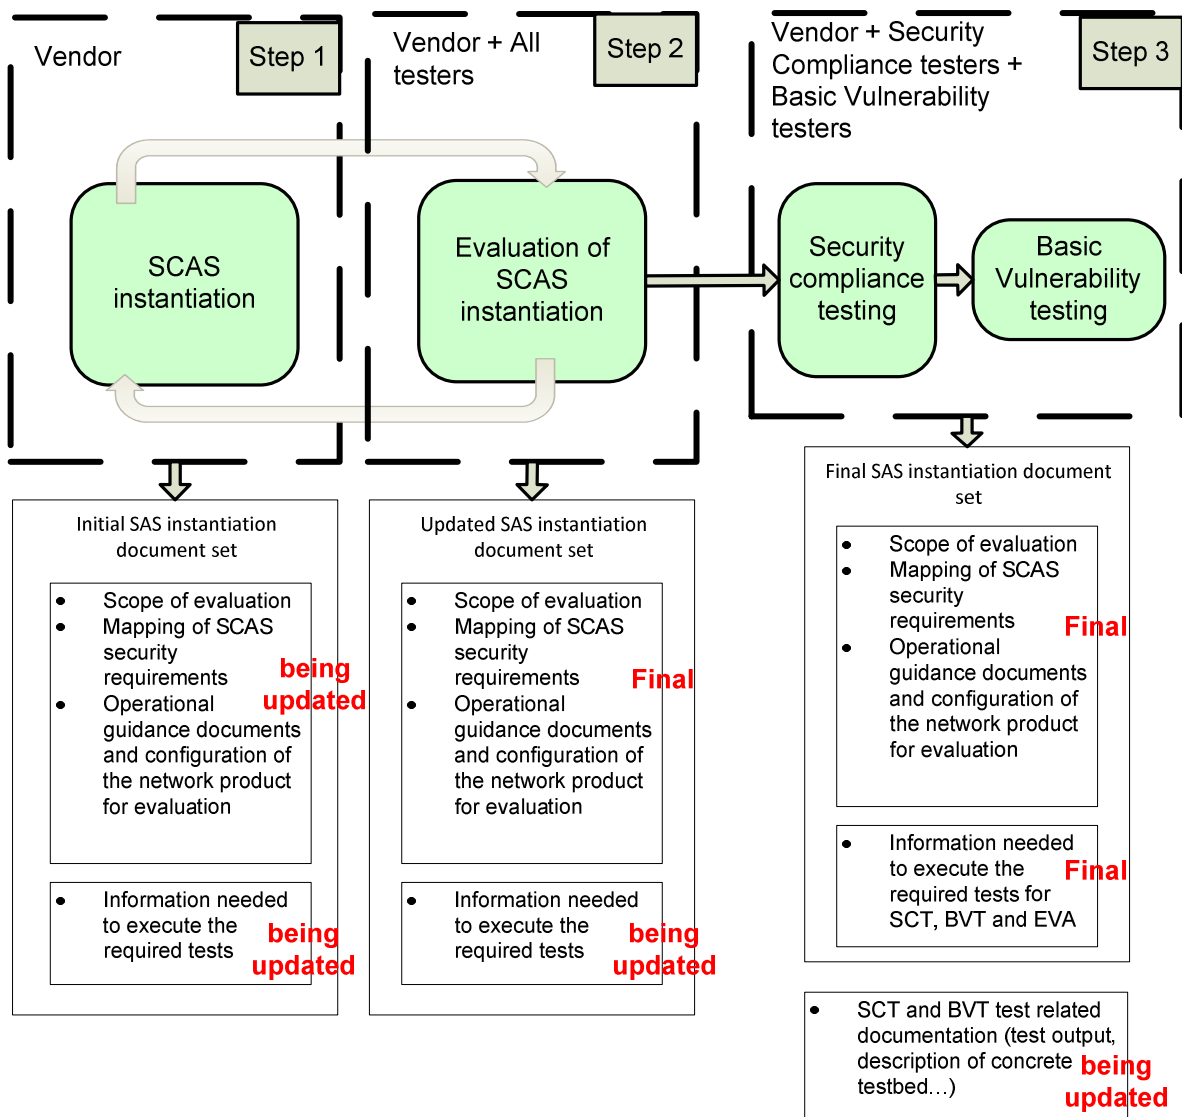 Vendor
Step 1
Vendor + All
testers
Step 2
Vendor + Security
Compliance testers +
Basic Vulnerability
testers
Step 3
SCAS
instantiation
Evaluation of
SCAS
instantiation
Security
compliance
testing
Basic
Vulnerability
testing
Initial SAS instantiation
document set
• Scope of evaluation
• Mapping of SCAS
security
requirements
• Operational
guidance documents
and configuration of
the network product
for evaluation
being
updated
• Information needed
to execute the
required tests
being
updated
Updated SAS instantiation
document set
• Scope of evaluation
• Mapping of SCAS
security
requirements
• Operational
guidance documents
and configuration of
the network product
for evaluation
Final
• Information needed
to execute the
required tests
being
updated
Final SAS instantiation document
set
• Scope of evaluation
• Mapping of SCAS
security
requirements
• Operational
guidance documents
and configuration of
the network product
for evaluation
Final
• Information needed
to execute the
required tests for
SCT, BVT and EVA
Final
• SCT and BVT test related
documentation (test output,
description of concrete
testbed…)
being
updated